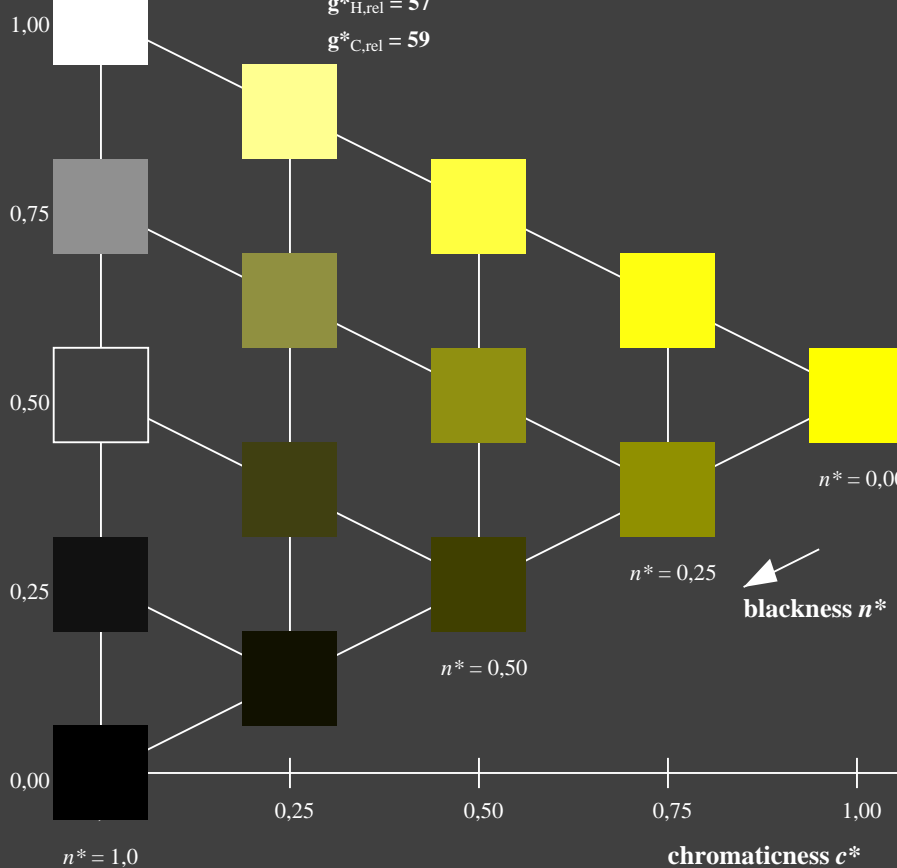 g*H,rel = 57
1,00
g*C,rel = 59
0,75
0,50
n* = 0,00
n* = 0,25
0,25
blackness n*
n* = 0,50
0,00
0,25 0,50 0,75 1,00
n* = 1,0
chromaticness c*